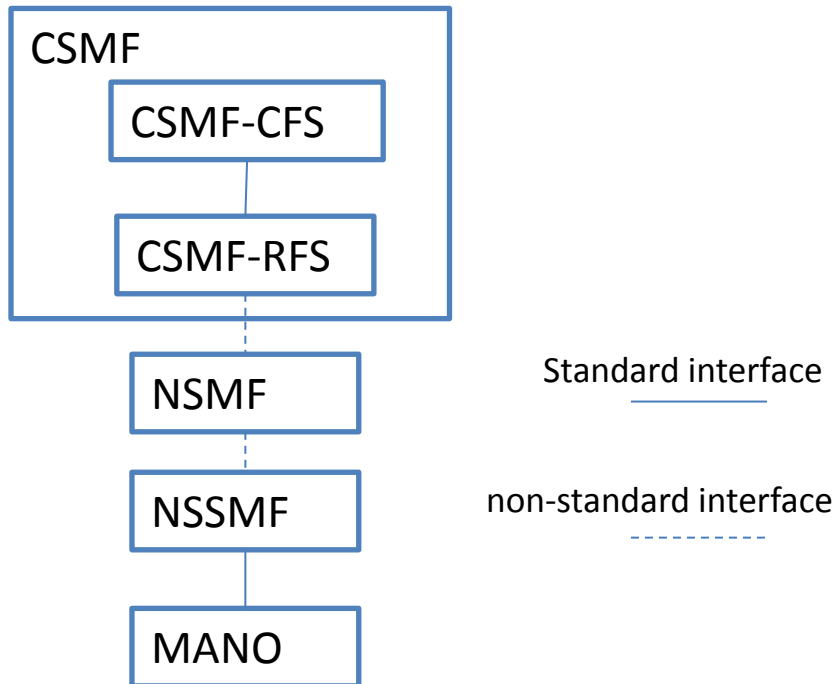 CSMF
CSMF-CFS
CSMF-RFS
NSMF
Standard interface
NSSMF
non-standard interface
MANO